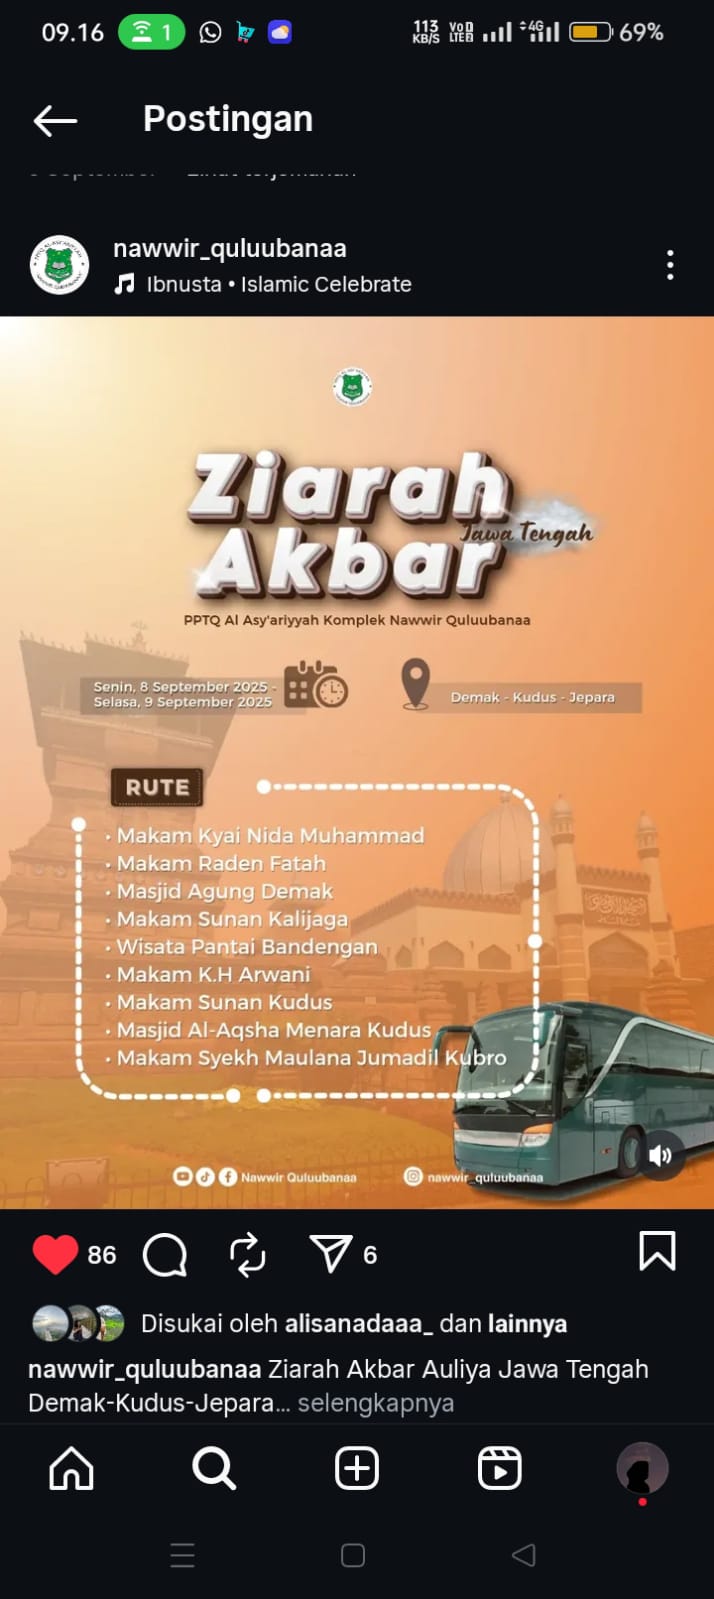 09.16
1
113
KB/S
VoD
LTE2
4G
69%
Postingan
nawwir_quluubanaa
Ibnusta • Islamic Celebrate
Ziarah
Akbar
Jawa Tengah
PPTQ Al Asy'ariyyah Komplek Nawwir Quluubanaa
Senin, 8 September 2025 -
Selasa, 9 September 2025
Demak - Kudus - Jepara
RUTE
• Makam Kyai Nida Muhammad
• Makam Raden Fatah
• Masjid Agung Demak
• Makam Sunan Kalijaga
• Wisata Pantai Bandengan
• Makam K.H Arwani
• Makam Sunan Kudus
• Masjid Al-Aqsha Menara Kudus
• Makam Syekh Maulana Jumadil Kubro
Nawwir Quluubanaa
nawwir_quluubanaa
86
6
Disukai oleh alisanadaaa_ dan lainnya
nawwir_quluubanaa Ziarah Akbar Auliya Jawa Tengah
Demak-Kudus-Jepara... selengkapnya